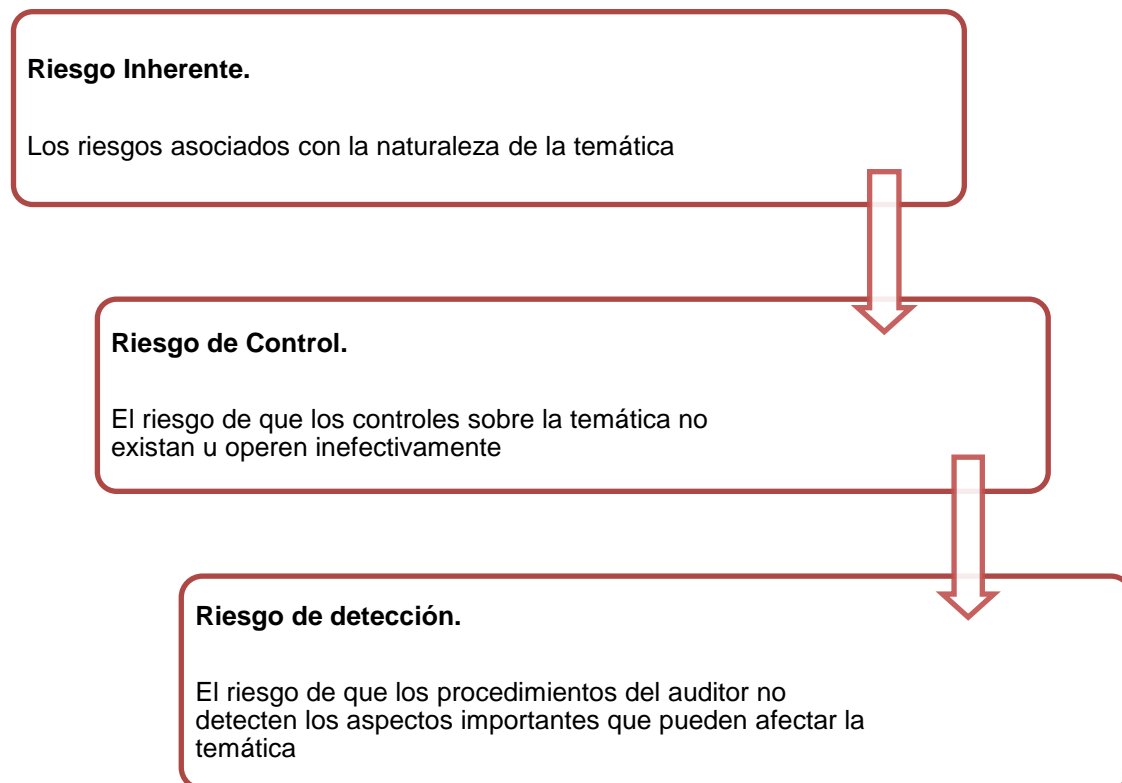 Riesgo Inherente.
Los riesgos asociados con la naturaleza de la temática
Riesgo de Control.
El riesgo de que los controles sobre la temática no
existan u operen inefectivamente
Riesgo de detección.
El riesgo de que los procedimientos del auditor no
detecten los aspectos importantes que pueden afectar la
temática